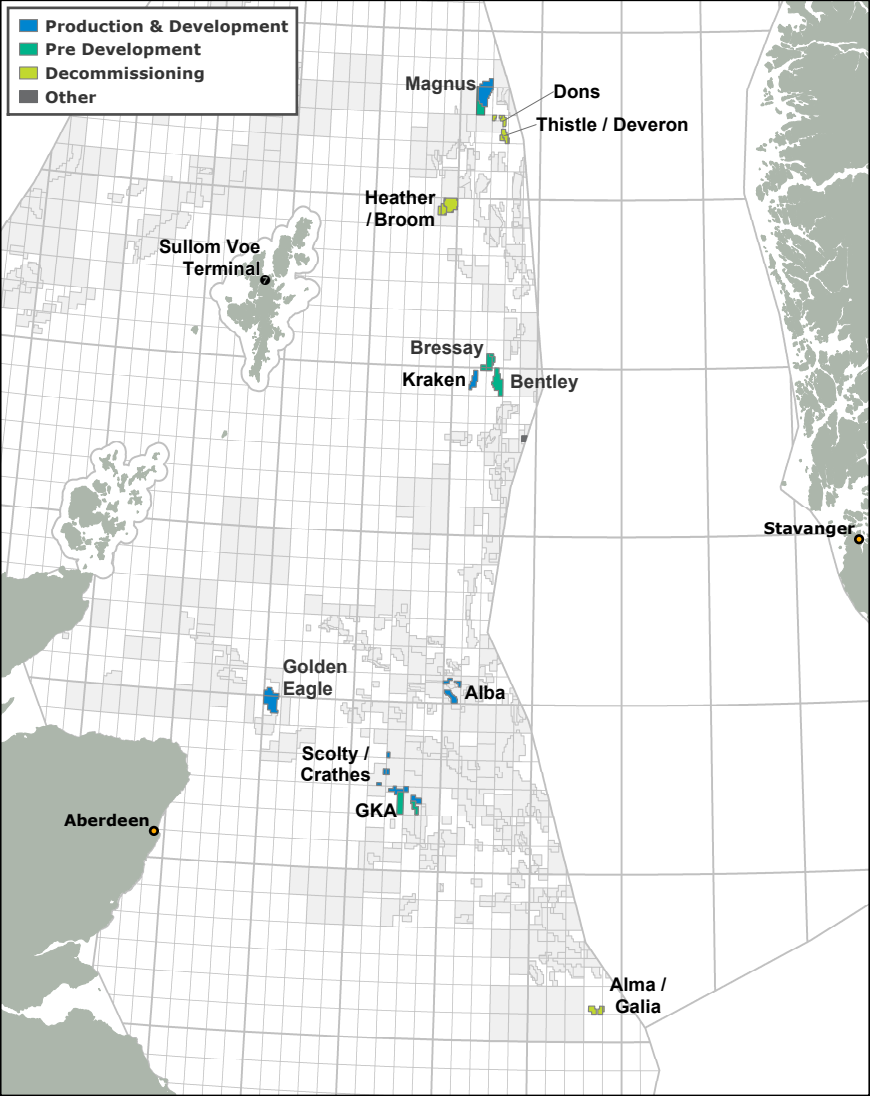 Production & Development
Pre Development
Decommissioning
Other
Magnus
Dons
Thistle / Deveron
Heather
/ Broom
Sullom Voe
Terminal
7
Bressay
Kraken
Bentley
Stavanger
Golden
Eagle
Alba
Scolty /
Crathes
GKA
Aberdeen
Alma /
Galia